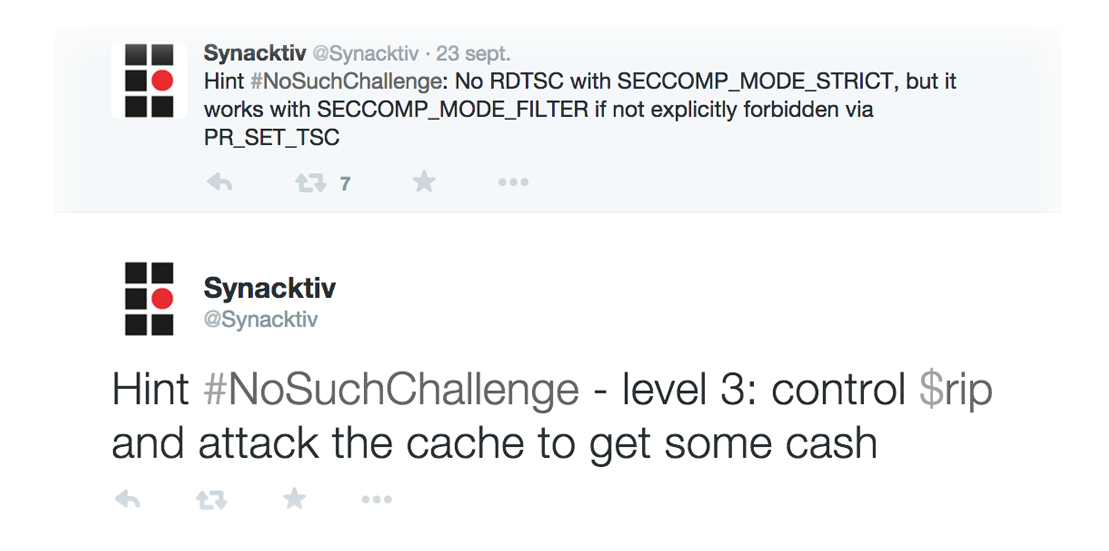 Synacktiv @Synacktiv · 23 sept.
Hint #NoSuchChallenge: No RDTSC with SECCOMP_MODE_STRICT, but it
works with SECCOMP_MODE_FILTER if not explicitly forbidden via
PR_SET_TSC
7
Synacktiv
@Synacktiv
Hint #NoSuchChallenge - level 3: control $rip
and attack the cache to get some cash